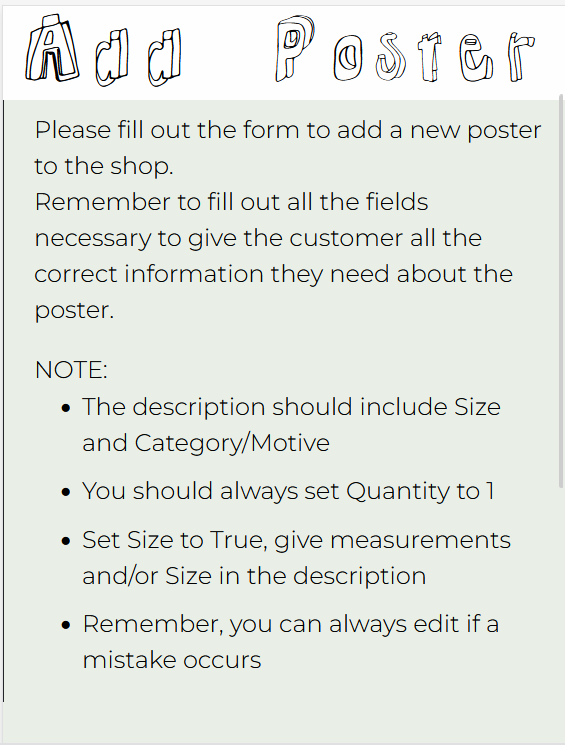 Add Poster
Please fill out the form to add a new poster
to the shop.
Remember to fill out all the fields
necessary to give the customer all the
correct information they need about the
poster.
NOTE:
• The description should include Size
and Category/Motive
• You should always set Quantity to 1
• Set Size to True, give measurements
and/or Size in the description
• Remember, you can always edit if a
mistake occurs